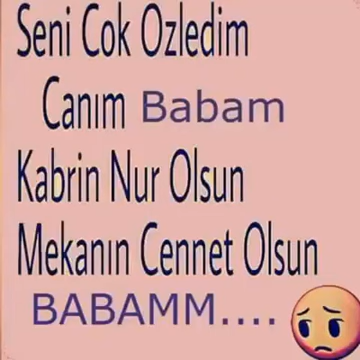 Seni Cok Ozledim
Canım Babam
Kabrin Nur Olsun
Mekanın Cennet Olsun
BABAMM....